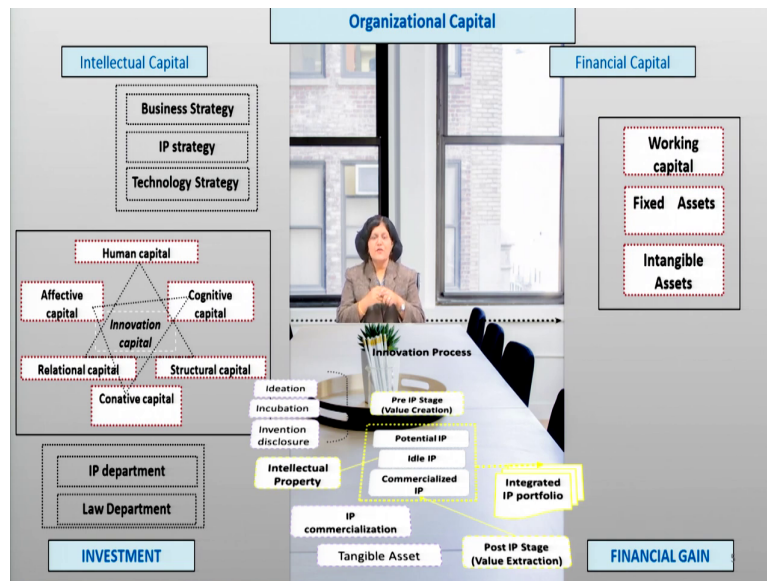 Organizational Capital
Intellectual Capital
Financial Capital
Business Strategy
IP strategy
Technology Strategy
Working
capital
Fixed Assets
Intangible
Assets
Human capital
Affective
capital
Cognitive
capital
Innovation
capital
Relational capital
Structural capital
Conative capital
Innovation Process
Ideation
Incubation
Invention
disclosure
Pre IP Stage
(Value Creation)
Potential IP
Idle IP
Commercialized
IP
Intellectual
Property
Integrated
IP portfolio
IP department
Law Department
IP
commercialization
Tangible Asset
Post IP Stage
(Value Extraction)
INVESTMENT
FINANCIAL GAIN